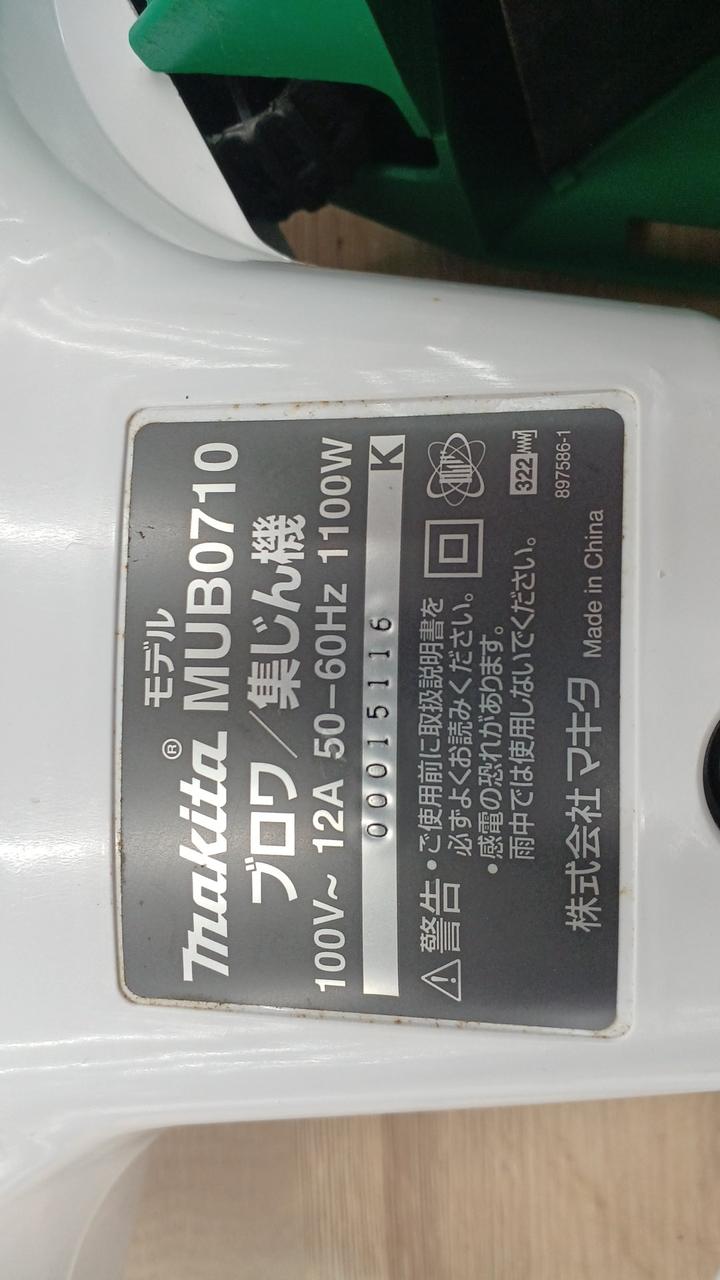 makita® モデル MUB0710
ブロワ／集じん機
100V~ 12A 50-60Hz 1100W
000015116 K
⚠警告 •ご使用前に取扱説明書を
必ずよくお読みください。
•感電の恐れがあります。
雨中では使用しないでください。
322
897586-1
株式会社 マキタ Made in China